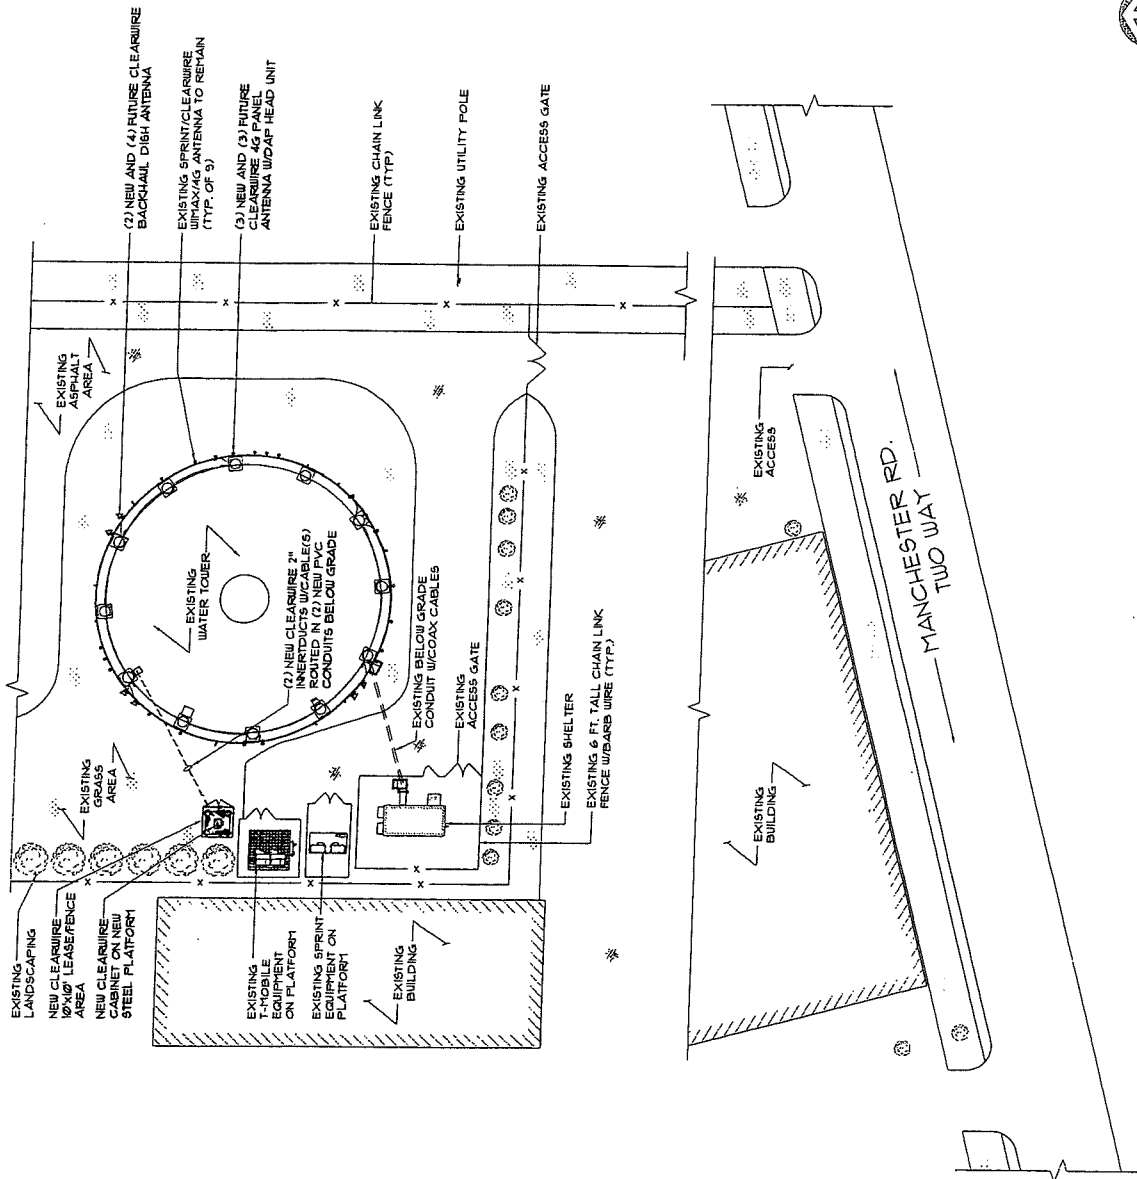 (2) NEW AND (4) FUTURE CLEARWIRE
BACKHAUL DISH ANTENNA
EXISTING SPRINT/CLEARWIRE
WIMAX/4G ANTENNA TO REMAIN
(TYP. OF 9)
(3) NEW AND (3) FUTURE
CLEARWIRE 4G PANEL
ANTENNA W/DAP HEAD UNIT
EXISTING CHAIN LINK
FENCE (TYP)
EXISTING UTILITY POLE
EXISTING ACCESS GATE
EXISTING
ASPHALT
AREA
EXISTING
WATER TOWER
(2) NEW CLEARWIRE 2"
INNERDUCTS W/CABLE(S)
ROUTED IN (2) NEW PVC
CONDUITS BELOW GRADE
EXISTING BELOW GRADE
CONDUIT W/COAX CABLES
EXISTING
ACCESS GATE
EXISTING
GRASS
AREA
EXISTING SHELTER
EXISTING 6 FT. TALL CHAIN LINK
FENCE W/BARB WIRE (TYP.)
EXISTING
LANDSCAPING
NEW CLEARWIRE
10'x10' LEASE/FENCE
AREA
NEW CLEARWIRE
CABINET ON NEW
STEEL PLATFORM
EXISTING
T-MOBILE
EQUIPMENT
ON PLATFORM
EXISTING SPRINT
EQUIPMENT ON
PLATFORM
EXISTING
BUILDING
EXISTING
ACCESS
EXISTING
BUILDING
MANCHESTER RD.
TWO WAY